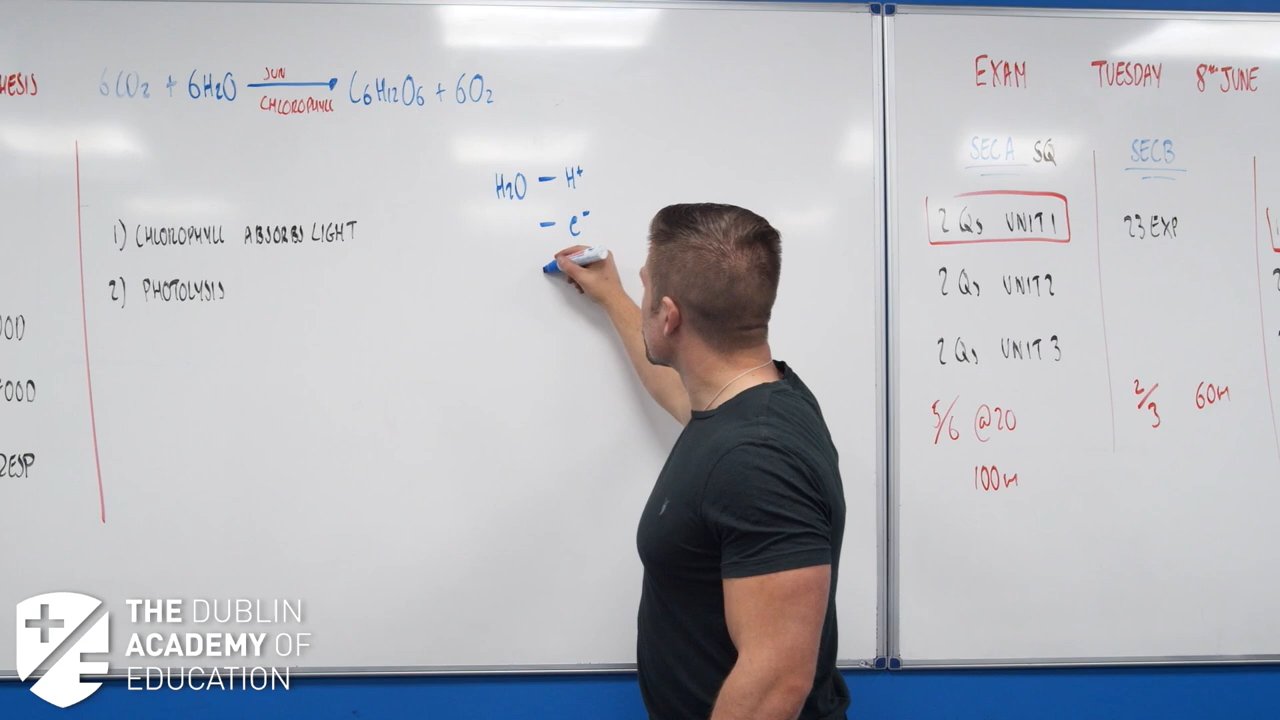 HESIS
6CO2 + 6H2O SUN CHLOROPHYLL C6H12O6 + 6O2
H2O – H+
– e-
1) CHLOROPHYLL ABSORBS LIGHT
2) PHOTOLYSIS
OOD
FOOD
RESP
EXAM TUESDAY 8TH JUNE
SEC A SQ SEC B
2 Qs UNIT 1 23 EXP
2 Qs UNIT 2
2 Qs UNIT 3
5/6 @20 2/3 60m
100m
THE DUBLIN
ACADEMY OF
EDUCATION